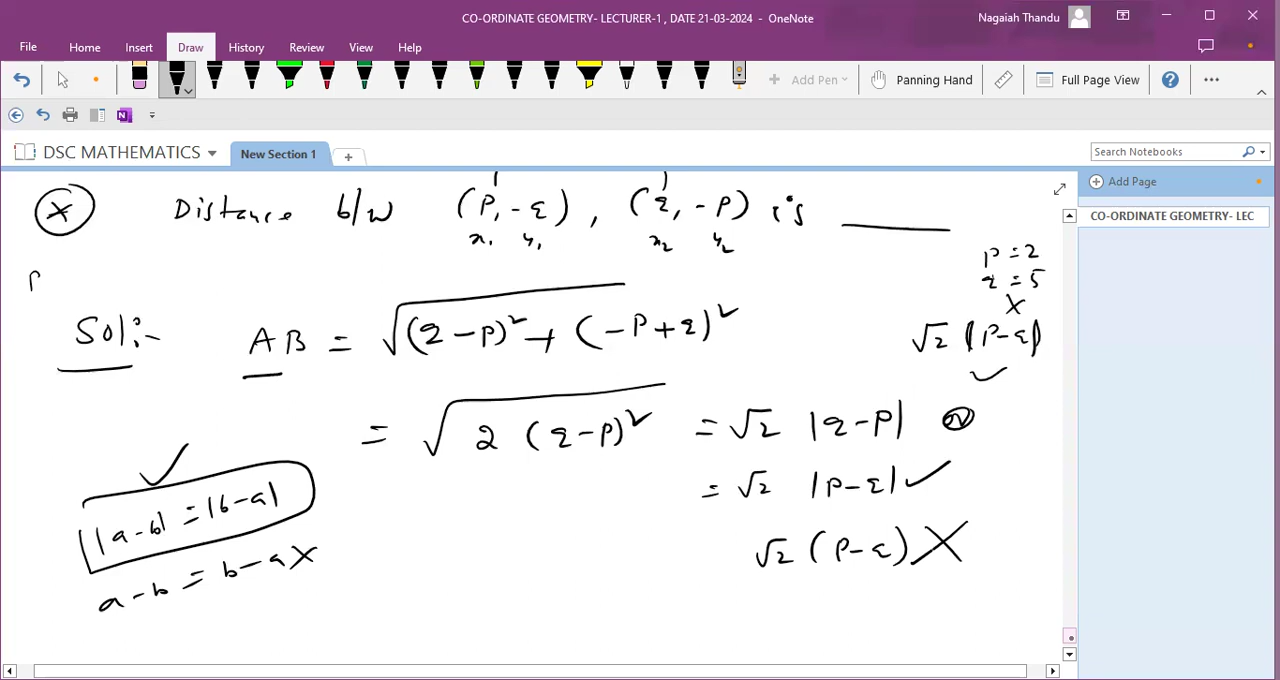 CO-ORDINATE GEOMETRY- LECTURER-1 , DATE 21-03-2024 - OneNote
Nagaiah Thandu
File Home Insert Draw History Review View Help
Add Pen
Panning Hand
Full Page View
DSC MATHEMATICS
New Section 1
Search Notebooks
Add Page
CO-ORDINATE GEOMETRY- LEC
Distance b/w (P, -q), (q, -P) is ______
x₁ y₁ x₂ y₂
P = 2
q = 5
Sol:- AB = √((q-P)² + (-P+q)²)
√2 |P-q| ✓
= √(2 (q-P)²) = √2 |q-P| or
= √2 |P-q| ✓
√2 (P-q) X
|a-b| = |b-a|
a-b = b-a X